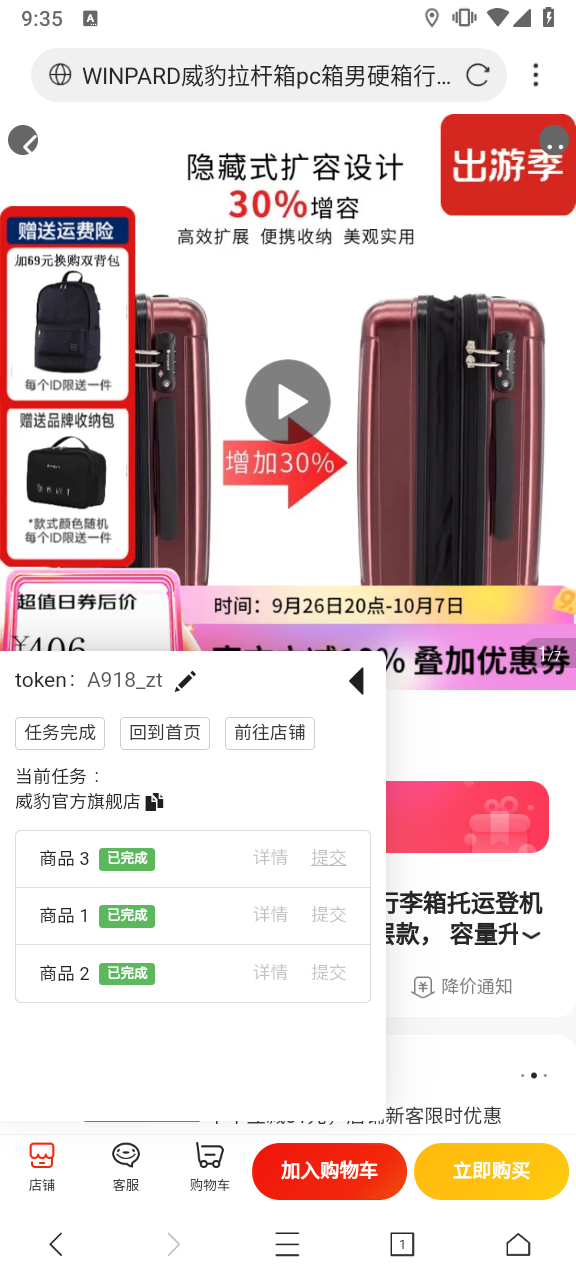 9:35
A
WINPARD威豹拉杆箱pc箱男硬箱行...
隐藏式扩容设计
30%增容
高效扩展 便携收纳 美观实用
出游季
赠送运费险
加69元换购双背包
每个ID限送一件
赠送品牌收纳包
*款式颜色随机
每个ID限送一件
增加30%
超值日券后价
时间：9月26日20点-10月7日
¥406
% 叠加优惠券
1/7
token： A918_zt
任务完成
回到首页
前往店铺
当前任务：
威豹官方旗舰店
商品 3 已完成 详情 提交
商品 1 已完成 详情 提交
商品 2 已完成 详情 提交
行李箱托运登机
层款， 容量升
降价通知
店铺新客限时优惠
店铺
客服
购物车
加入购物车
立即购买
1